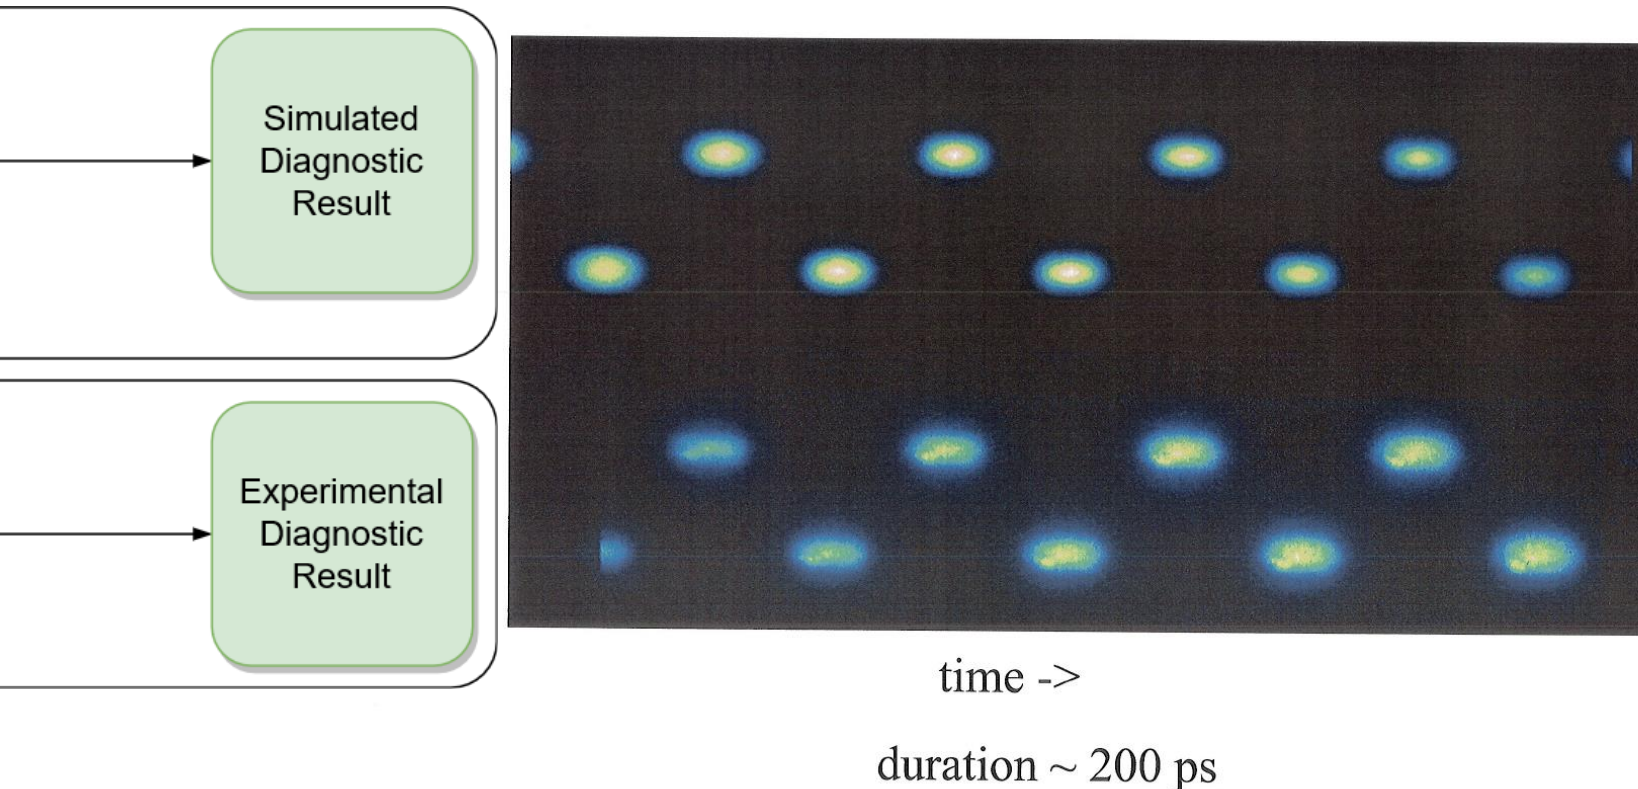 Simulated
Diagnostic
Result
Experimental
Diagnostic
Result
time ->
duration ~ 200 ps